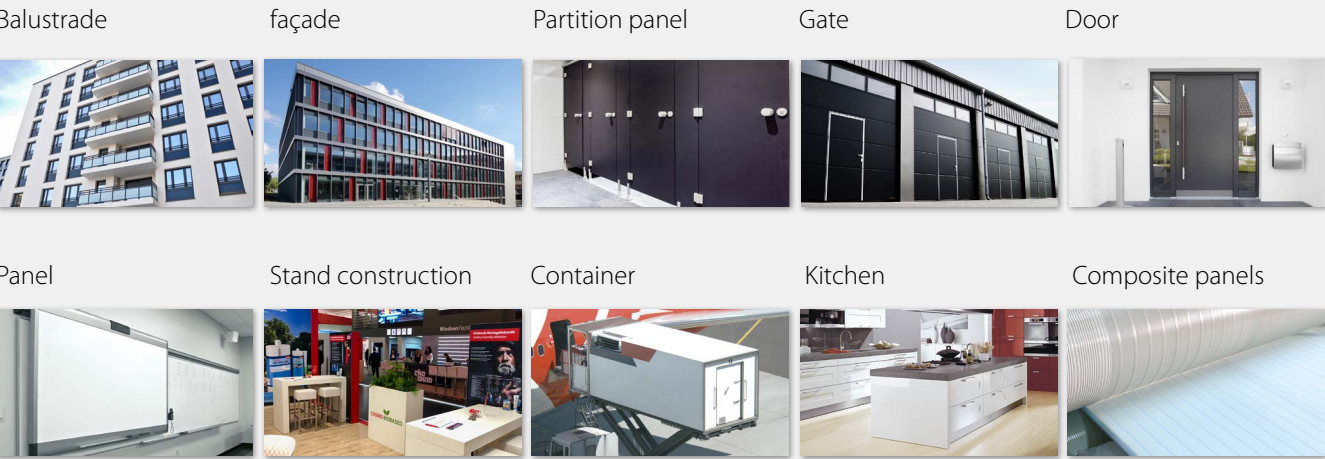 Balustrade
façade
Partition panel
Gate
Door
Panel
Stand construction
Container
Kitchen
Composite panels